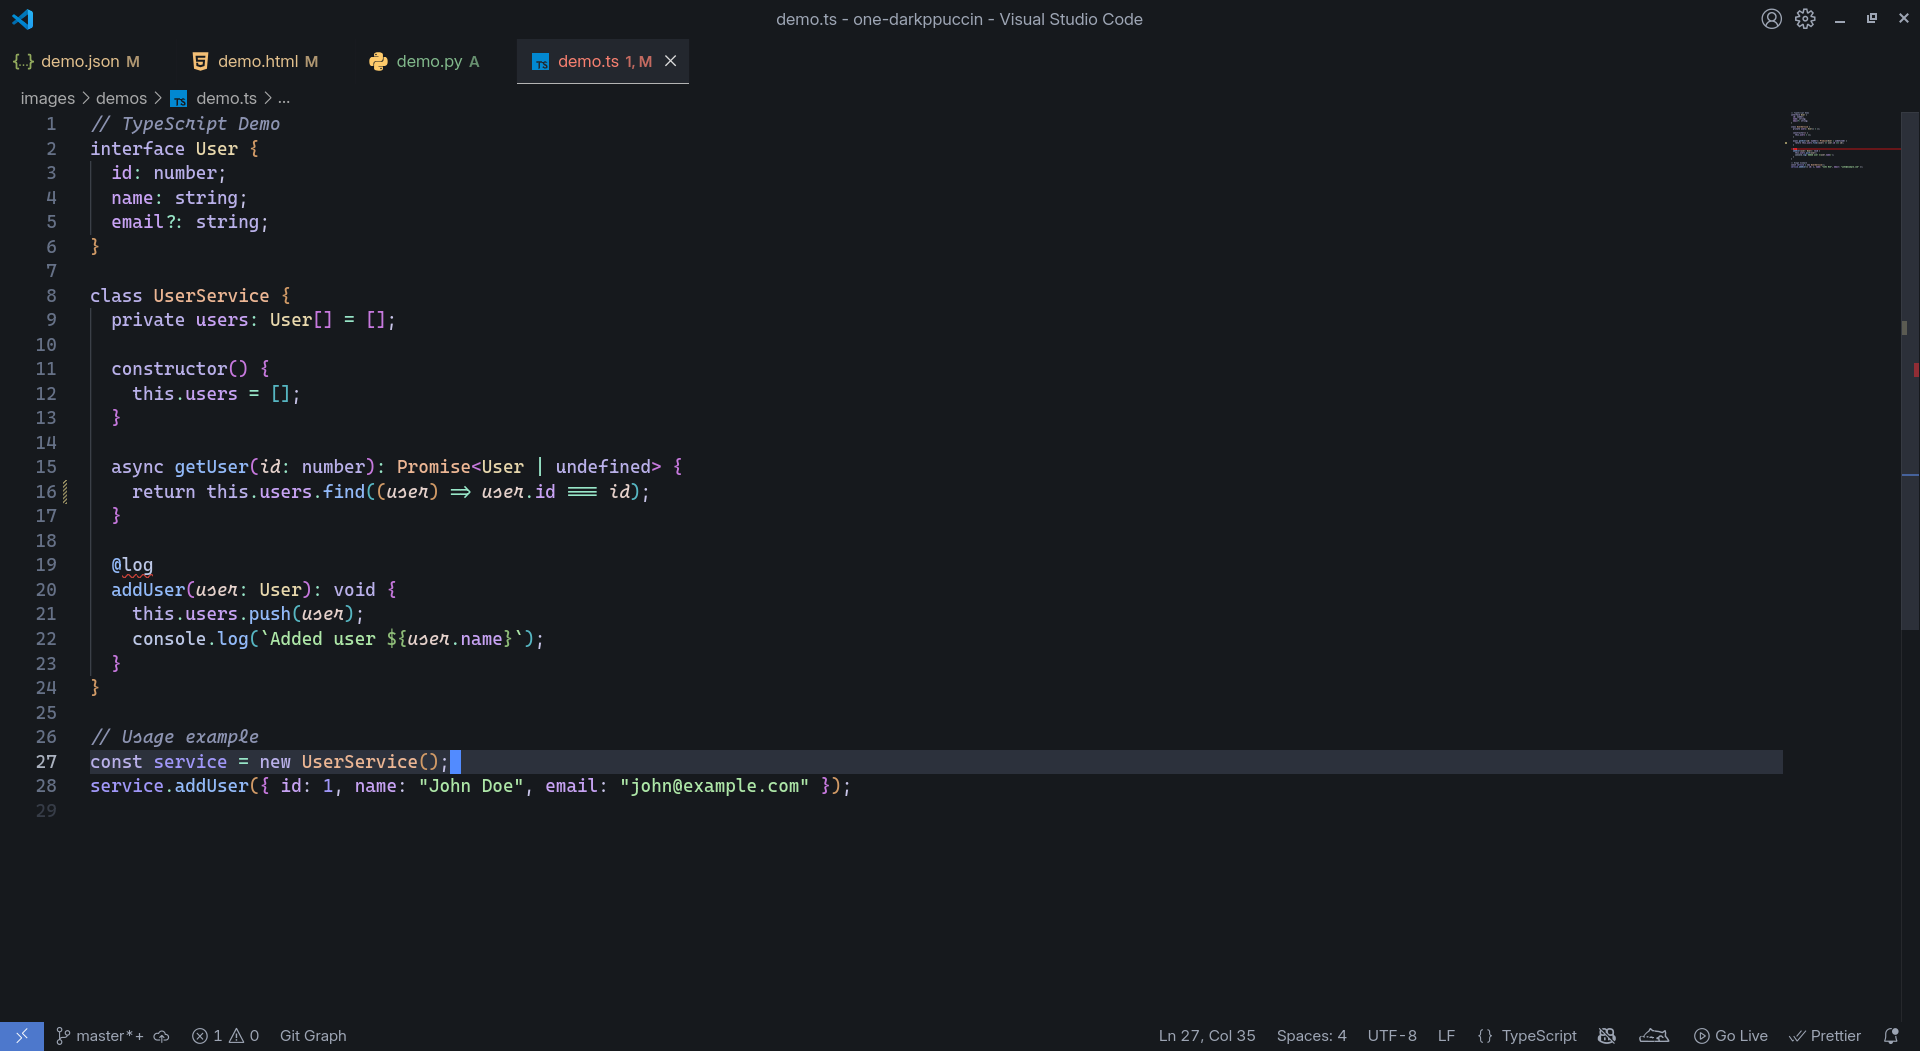 demo.ts - one-darkppuccin - Visual Studio Code
{..} demo.json M demo.html M demo.py A TS demo.ts 1, M
images > demos > TS demo.ts > ...
1 // TypeScript Demo
2 interface User {
3 id: number;
4 name: string;
5 email?: string;
6 }
7
8 class UserService {
9 private users: User[] = [];
10
11 constructor() {
12 this.users = [];
13 }
14
15 async getUser(id: number): Promise<User | undefined> {
16 return this.users.find((user) => user.id === id);
17 }
18
19 @log
20 addUser(user: User): void {
21 this.users.push(user);
22 console.log(`Added user ${user.name}`);
23 }
24 }
25
26 // Usage example
27 const service = new UserService();
28 service.addUser({ id: 1, name: "John Doe", email: "john@example.com" });
29
master*+ 1 0 Git Graph Ln 27, Col 35 Spaces: 4 UTF-8 LF {} TypeScript Go Live Prettier